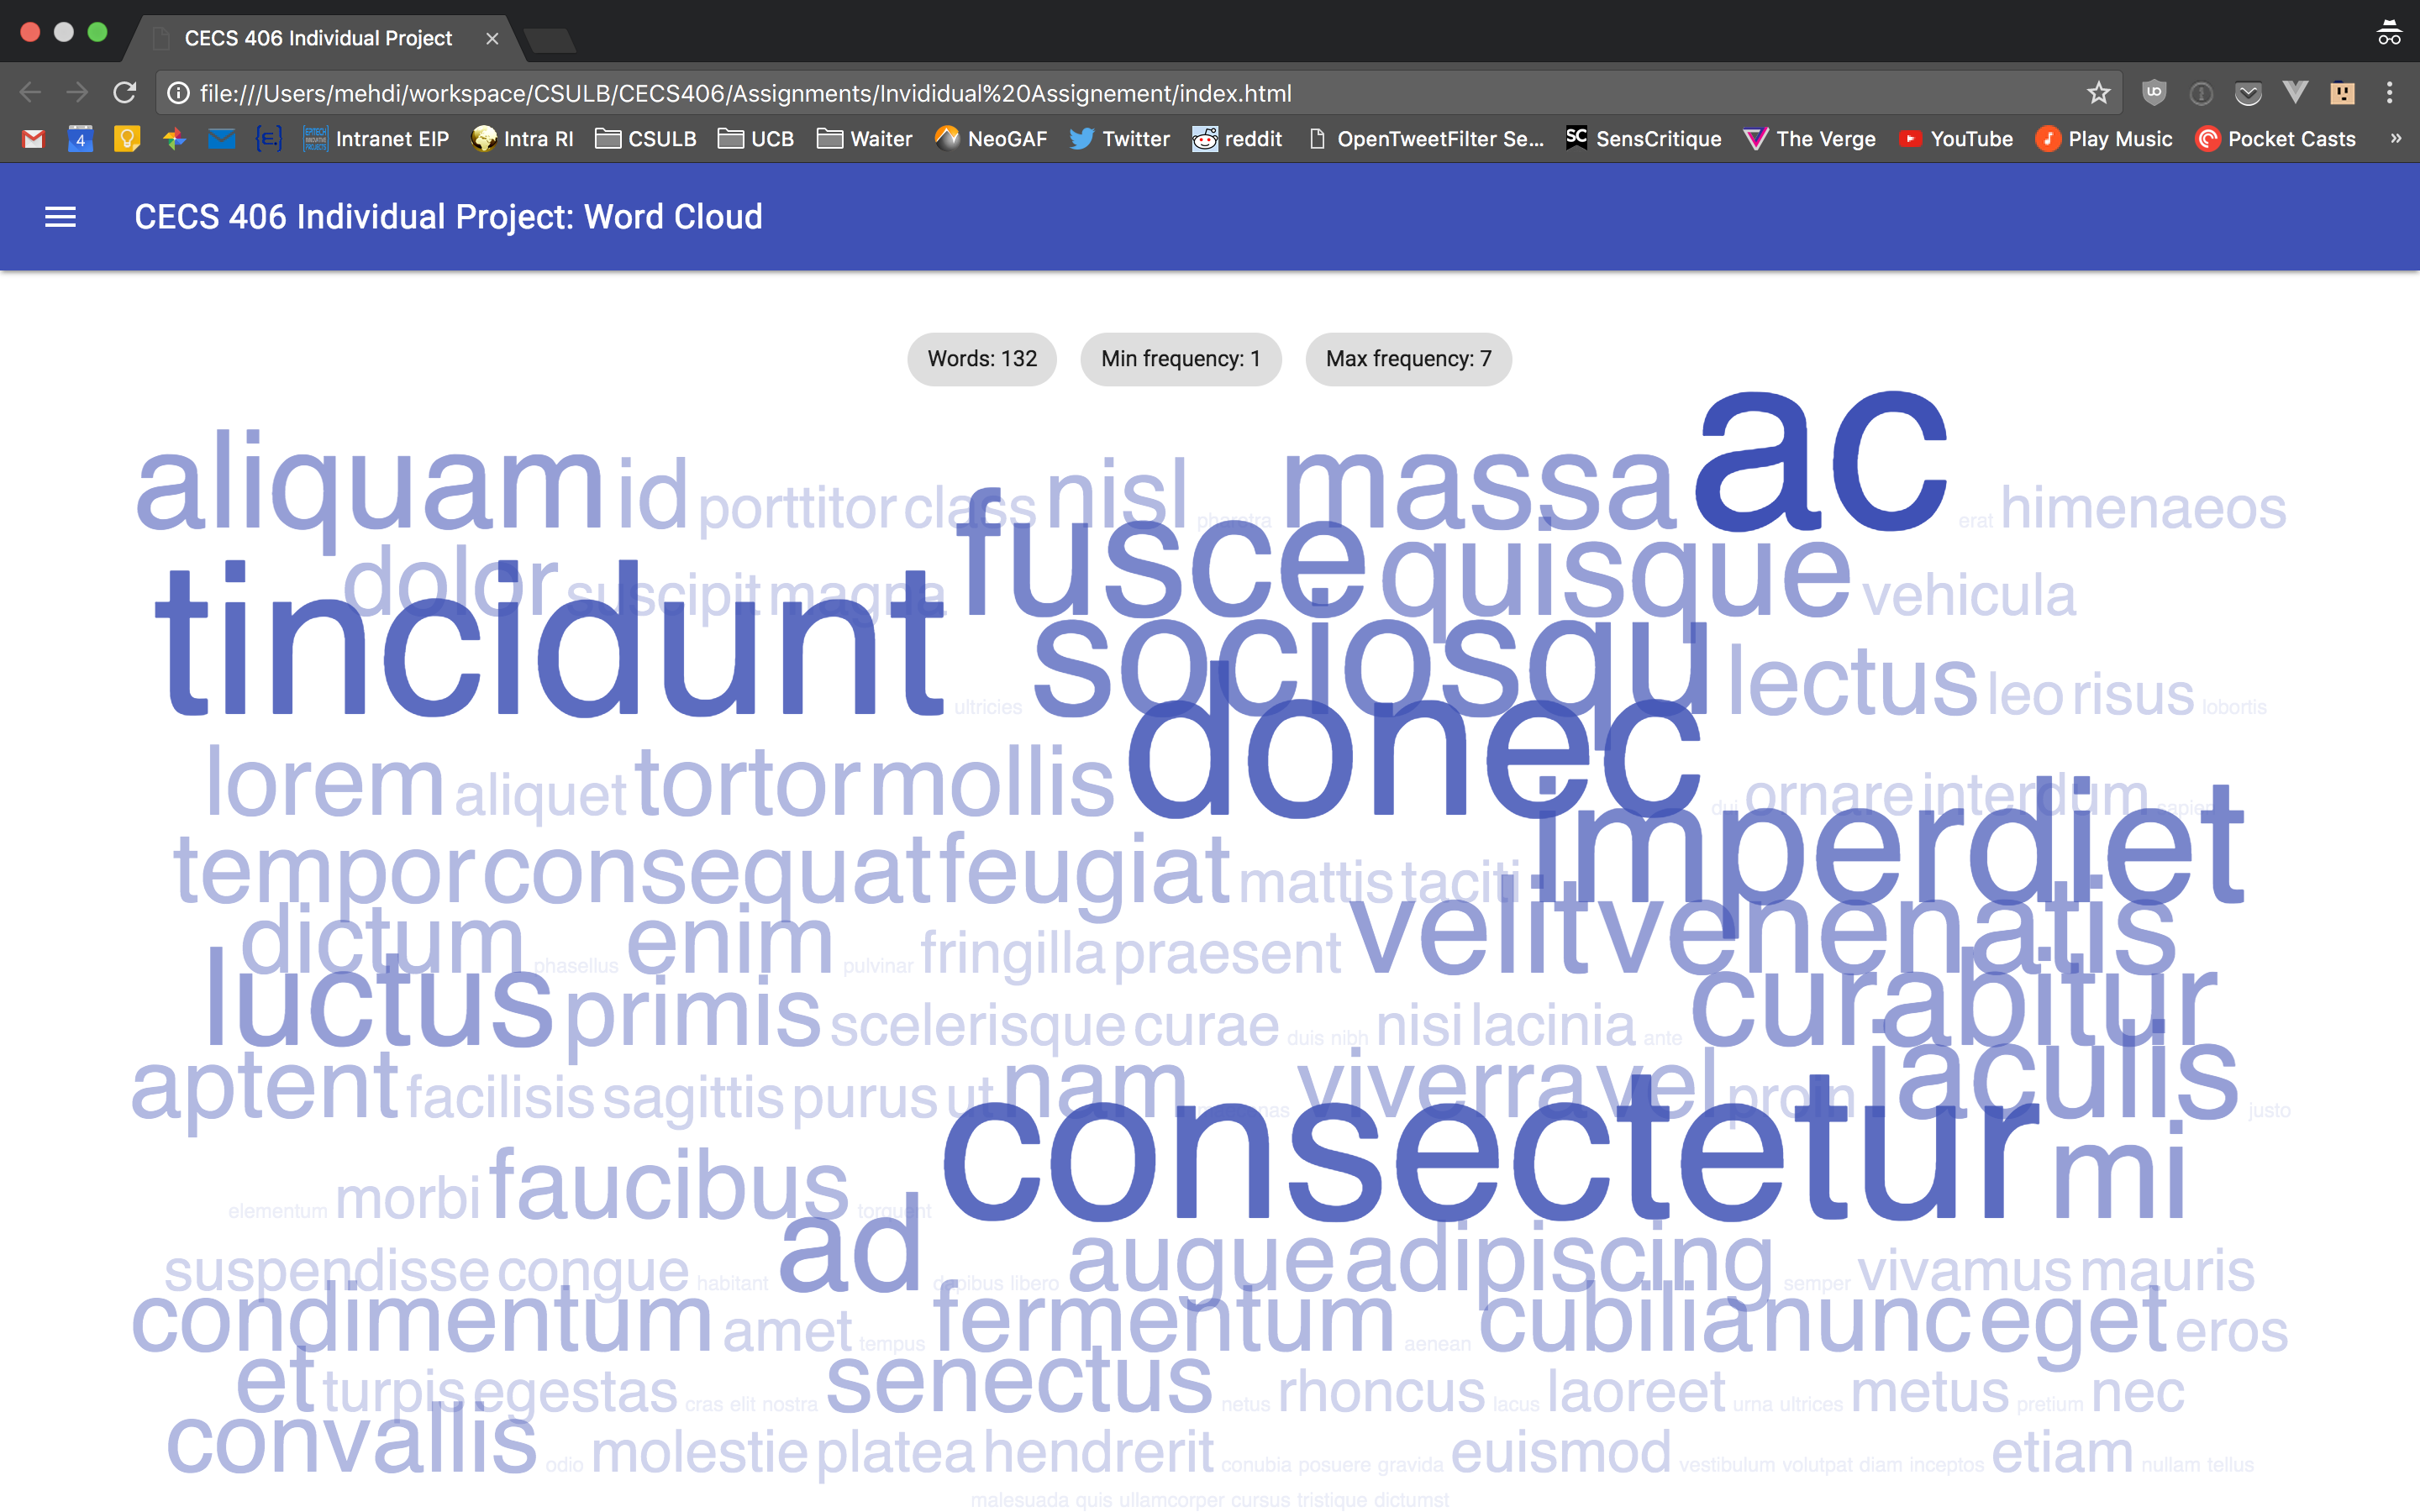 CECS 406 Individual Project
file:///Users/mehdi/workspace/CSULB/CECS406/Assignments/Invididual%20Assignement/index.html
4 {E.} Intranet EIP Intra RI CSULB UCB Waiter NeoGAF Twitter reddit OpenTweetFilter Se... SC SensCritique The Verge YouTube Play Music Pocket Casts »
CECS 406 Individual Project: Word Cloud
Words: 132 Min frequency: 1 Max frequency: 7
aliquam id porttitor class nisl pharetra massa ac erat himenaeos
dolor suscipit magna fusce quisque vehicula
tincidunt ultricies sociosqu lectus leo risus lobortis
lorem aliquet tortor mollis donec dui ornare interdum sapien
tempor consequat feugiat mattis taciti imperdiet
dictum phasellus enim pulvinar fringilla praesent velit venenatis
luctus primis scelerisque curae duis nibh nisi lacinia ante curabitur
aptent facilisis sagittis purus ut nam viverra vel proin iaculis justo
elementum morbi faucibus torquent consectetur mi
suspendisse congue habitant ad dapibus libero augue adipiscing semper vivamus mauris
condimentum amet tempus fermentum aenean cubilia nunc eget eros
et turpis egestas cras elit nostra senectus netus rhoncus lacus laoreet urna ultrices metus pretium nec
convallis odio molestie platea hendrerit conubia posuere gravida euismod vestibulum volutpat diam inceptos etiam nullam tellus
malesuada quis ullamcorper cursus tristique dictumst